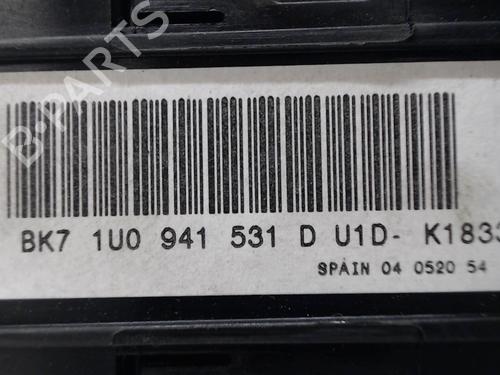 B-PARTS
BK7 1U0 941 531 D U1D- K1833
SPAIN 04 0520 54